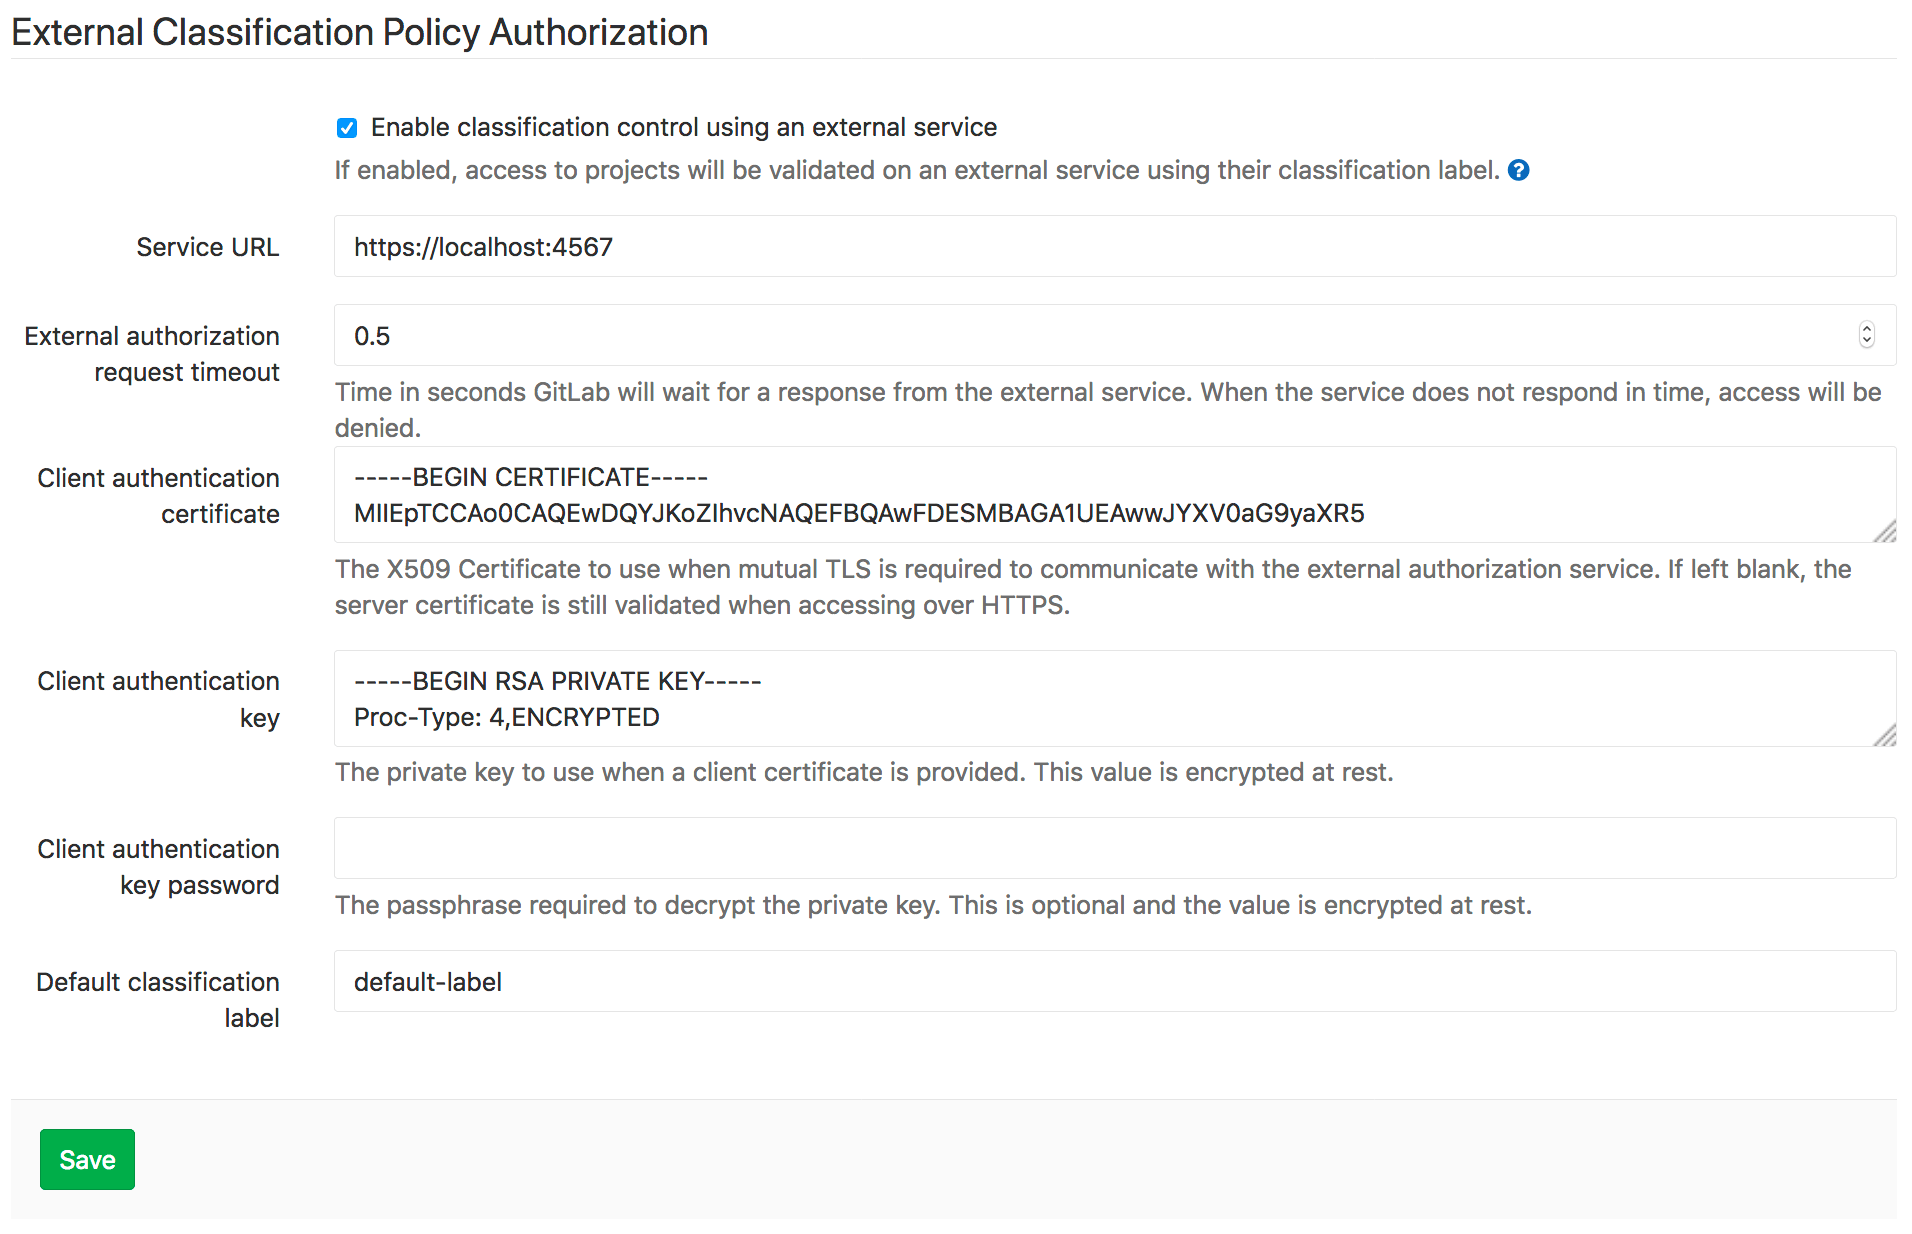 External Classification Policy Authorization
Enable classification control using an external service
If enabled, access to projects will be validated on an external service using their classification label.
Service URL
https://localhost:4567
External authorization
request timeout
0.5
Time in seconds GitLab will wait for a response from the external service. When the service does not respond in time, access will be
denied.
Client authentication
certificate
-----BEGIN CERTIFICATE-----
MIIEpTCCAo0CAQEwDQYJKoZIhvcNAQEFBQAwFDESMBAGA1UEAwwJYXV0aG9yaXR5
The X509 Certificate to use when mutual TLS is required to communicate with the external authorization service. If left blank, the
server certificate is still validated when accessing over HTTPS.
Client authentication
key
-----BEGIN RSA PRIVATE KEY-----
Proc-Type: 4,ENCRYPTED
The private key to use when a client certificate is provided. This value is encrypted at rest.
Client authentication
key password
The passphrase required to decrypt the private key. This is optional and the value is encrypted at rest.
Default classification
label
default-label
Save